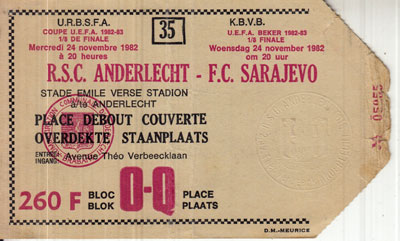 U.R.B.S.F.A.
COUPE U.E.F.A. 1982-83
1/8 DE FINALE
Mercredi 24 novembre 1982
à 20 heures
35
K.B.V.B.
U.E.F.A. BEKER 1982-83
1/8 FINALE
Woensdag 24 november 1982
om 20 uur
R.S.C. ANDERLECHT - F.C. SARAJEVO
STADE EMILE VERSE STADION
à/te ANDERLECHT
PLACE DEBOUT COUVERTE
OVERDEKTE STAANPLAATS
ENTREE:
INGANG:
Avenue Théo Verbeecklaan
260 F
BLOC
BLOK
O-Q
PLACE
PLAATS
D.M.-MEURICE